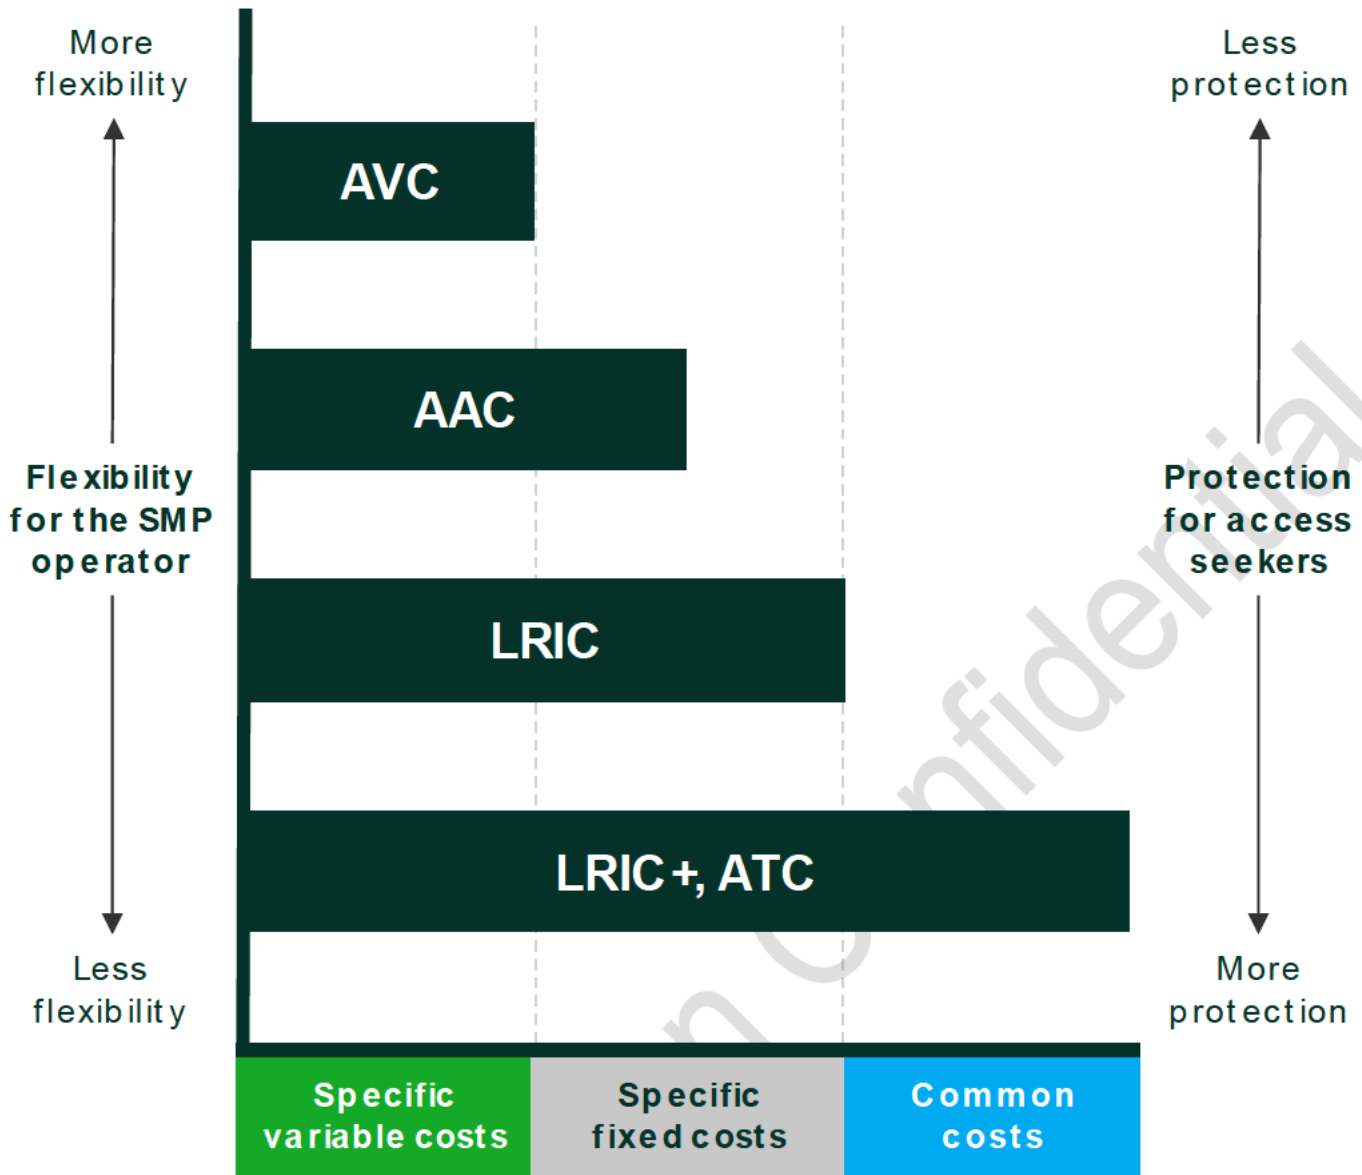 More
flexibility
Flexibility
for the SMP
operator
Less
flexibility
AVC
AAC
LRIC
LRIC+, ATC
Less
protection
Protection
for access
seekers
More
protection
Specific
variable costs
Specific
fixed costs
Common
costs